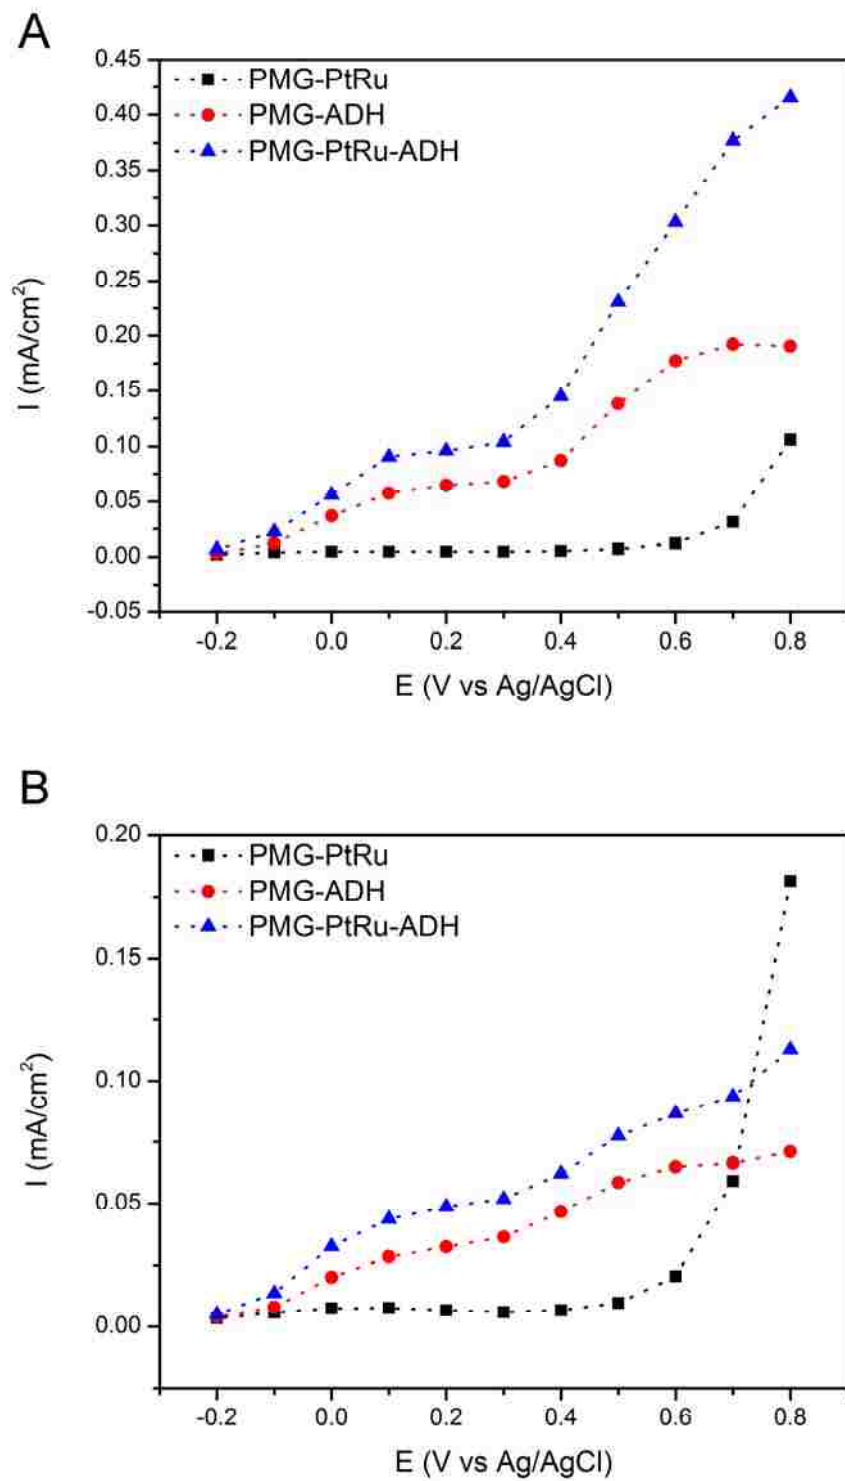 A
0.45
0.40
0.35
0.30
0.25
0.20
0.15
0.10
0.05
0.00
-0.05
I (mA/cm²)
PMG-PtRu
PMG-ADH
PMG-PtRu-ADH
-0.2 0.0 0.2 0.4 0.6 0.8
E (V vs Ag/AgCl)
B
0.20
0.15
0.10
0.05
0.00
I (mA/cm²)
PMG-PtRu
PMG-ADH
PMG-PtRu-ADH
-0.2 0.0 0.2 0.4 0.6 0.8
E (V vs Ag/AgCl)